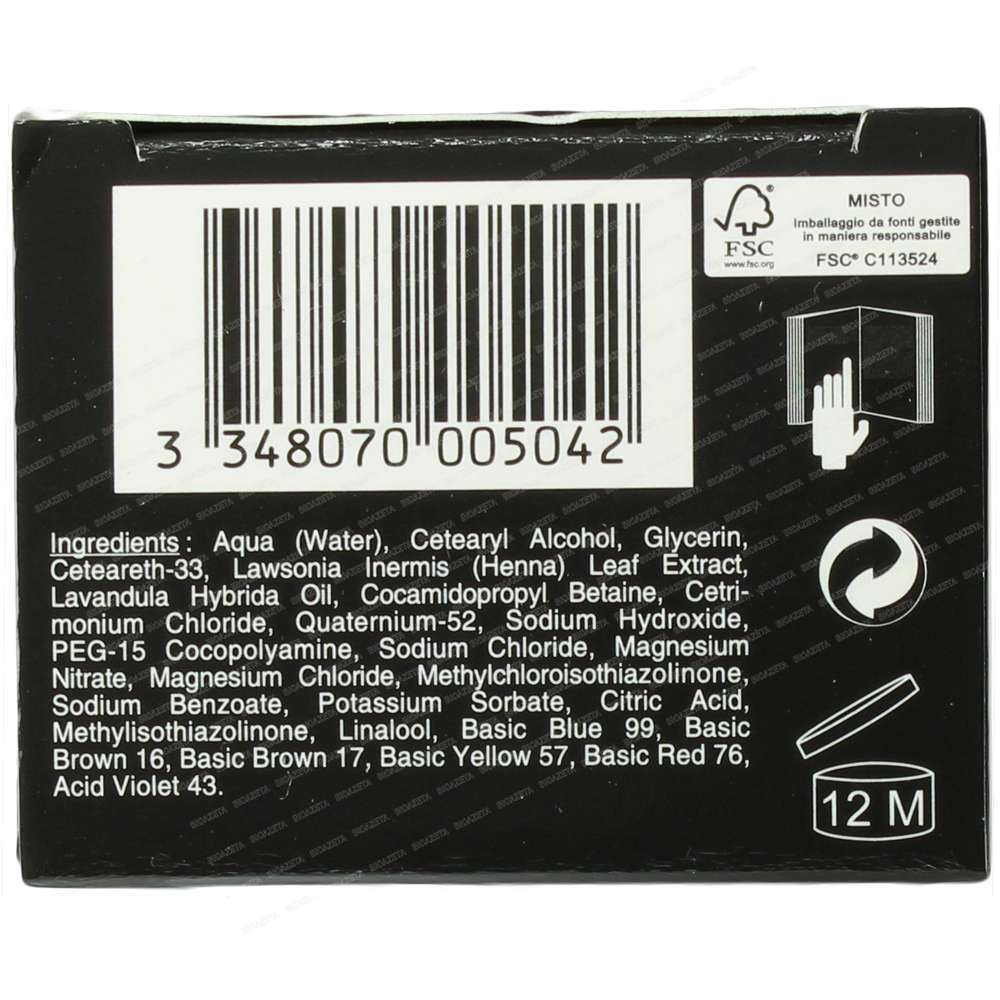 MISTO
Imballaggio da fonti gestite
in maniera responsabile
FSC® C113524
FSC
www.fsc.org
3 348070 005042
Ingredients : Aqua (Water), Cetearyl Alcohol, Glycerin,
Ceteareth-33, Lawsonia Inermis (Henna) Leaf Extract,
Lavandula Hybrida Oil, Cocamidopropyl Betaine, Cetri-
monium Chloride, Quaternium-52, Sodium Hydroxide,
PEG-15 Cocopolyamine, Sodium Chloride, Magnesium
Nitrate, Magnesium Chloride, Methylchloroisothiazolinone,
Sodium Benzoate, Potassium Sorbate, Citric Acid,
Methylisothiazolinone, Linalool, Basic Blue 99, Basic
Brown 16, Basic Brown 17, Basic Yellow 57, Basic Red 76,
Acid Violet 43.
12 M
BIOAZETA